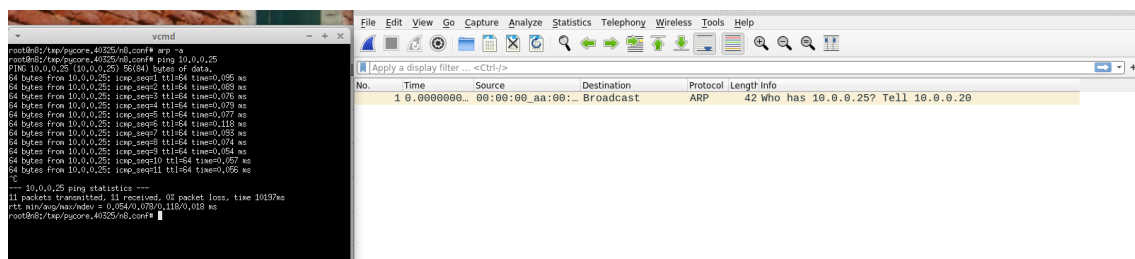 vcmd
root@n8:/tmp/pycore.40325/n8.conf# arp -a
root@n8:/tmp/pycore.40325/n8.conf# ping 10.0.0.25
PING 10.0.0.25 (10.0.0.25) 56(84) bytes of data.
64 bytes from 10.0.0.25: icmp_seq=1 ttl=64 time=0.095 ms
64 bytes from 10.0.0.25: icmp_seq=2 ttl=64 time=0.089 ms
64 bytes from 10.0.0.25: icmp_seq=3 ttl=64 time=0.076 ms
64 bytes from 10.0.0.25: icmp_seq=4 ttl=64 time=0.079 ms
64 bytes from 10.0.0.25: icmp_seq=5 ttl=64 time=0.077 ms
64 bytes from 10.0.0.25: icmp_seq=6 ttl=64 time=0.118 ms
64 bytes from 10.0.0.25: icmp_seq=7 ttl=64 time=0.093 ms
64 bytes from 10.0.0.25: icmp_seq=8 ttl=64 time=0.074 ms
64 bytes from 10.0.0.25: icmp_seq=9 ttl=64 time=0.054 ms
64 bytes from 10.0.0.25: icmp_seq=10 ttl=64 time=0.057 ms
64 bytes from 10.0.0.25: icmp_seq=11 ttl=64 time=0.056 ms
^C
--- 10.0.0.25 ping statistics ---
11 packets transmitted, 11 received, 0% packet loss, time 10197ms
rtt min/avg/max/mdev = 0.054/0.078/0.118/0.018 ms
root@n8:/tmp/pycore.40325/n8.conf#
File Edit View Go Capture Analyze Statistics Telephony Wireless Tools Help
Apply a display filter ... <Ctrl-/>
No. Time Source Destination Protocol Length Info
1 0.0000000… 00:00:00_aa:00:… Broadcast ARP 42 Who has 10.0.0.25? Tell 10.0.0.20